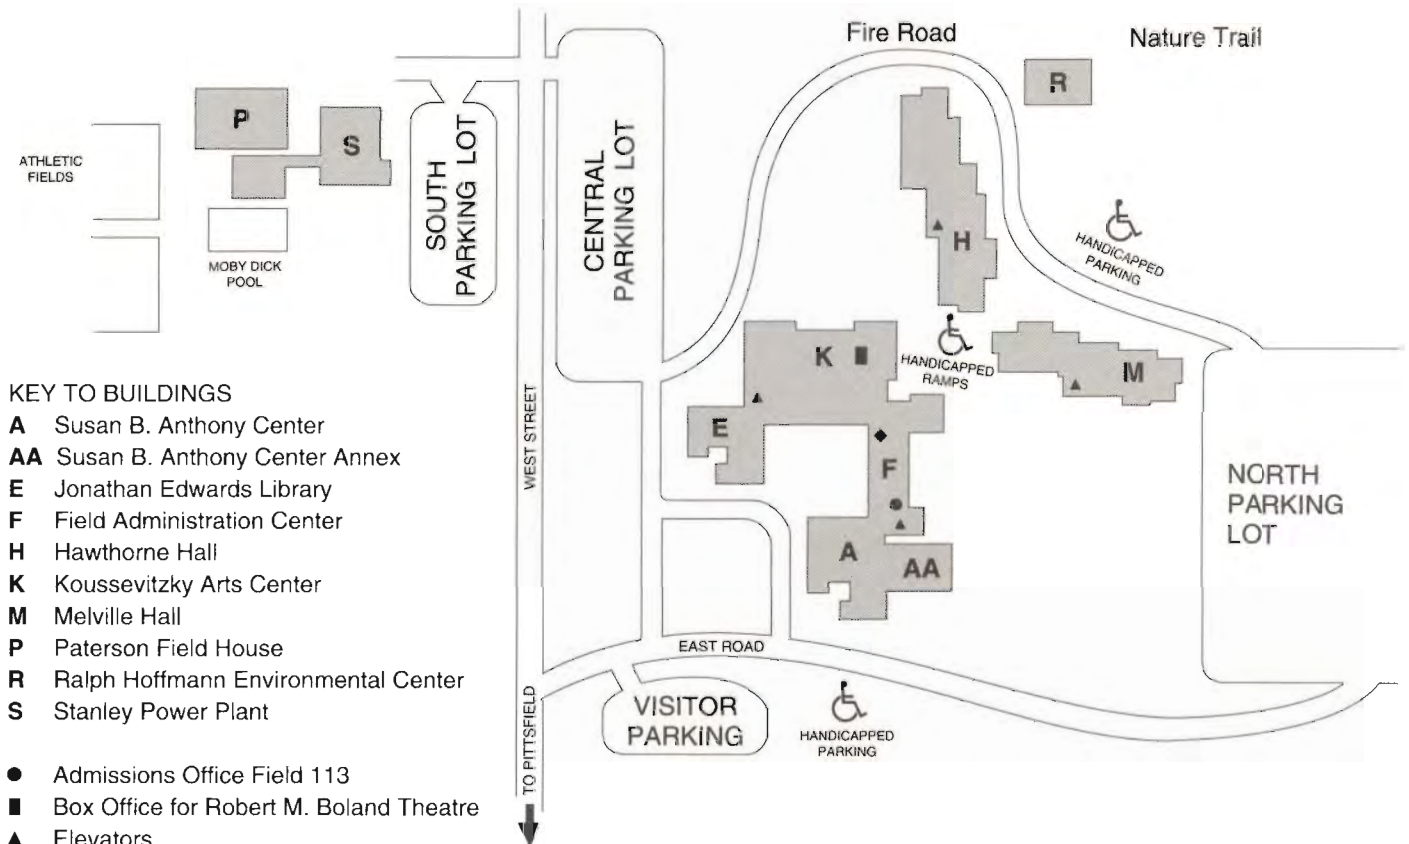 Fire Road
Nature Trail
R
P
S
ATHLETIC
FIELDS
MOBY DICK
POOL
SOUTH
PARKING LOT
CENTRAL
PARKING LOT
H
HANDICAPPED
PARKING
K
HANDICAPPED
RAMPS
M
E
F
A
AA
WEST STREET
NORTH
PARKING
LOT
EAST ROAD
VISITOR
PARKING
HANDICAPPED
PARKING
TO PITTSFIELD
KEY TO BUILDINGS
A Susan B. Anthony Center
AA Susan B. Anthony Center Annex
E Jonathan Edwards Library
F Field Administration Center
H Hawthorne Hall
K Koussevitzky Arts Center
M Melville Hall
P Paterson Field House
R Ralph Hoffmann Environmental Center
S Stanley Power Plant
● Admissions Office Field 113
■ Box Office for Robert M. Boland Theatre
▲ Elevators